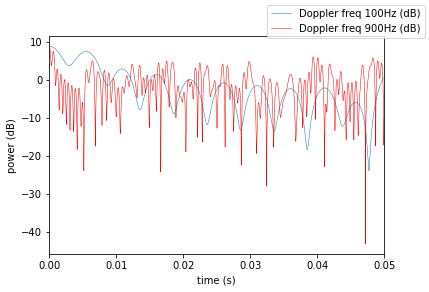 Doppler freq 100Hz (dB)
Doppler freq 900Hz (dB)
10
0
−10
−20
−30
−40
power (dB)
0.00 0.01 0.02 0.03 0.04 0.05
time (s)